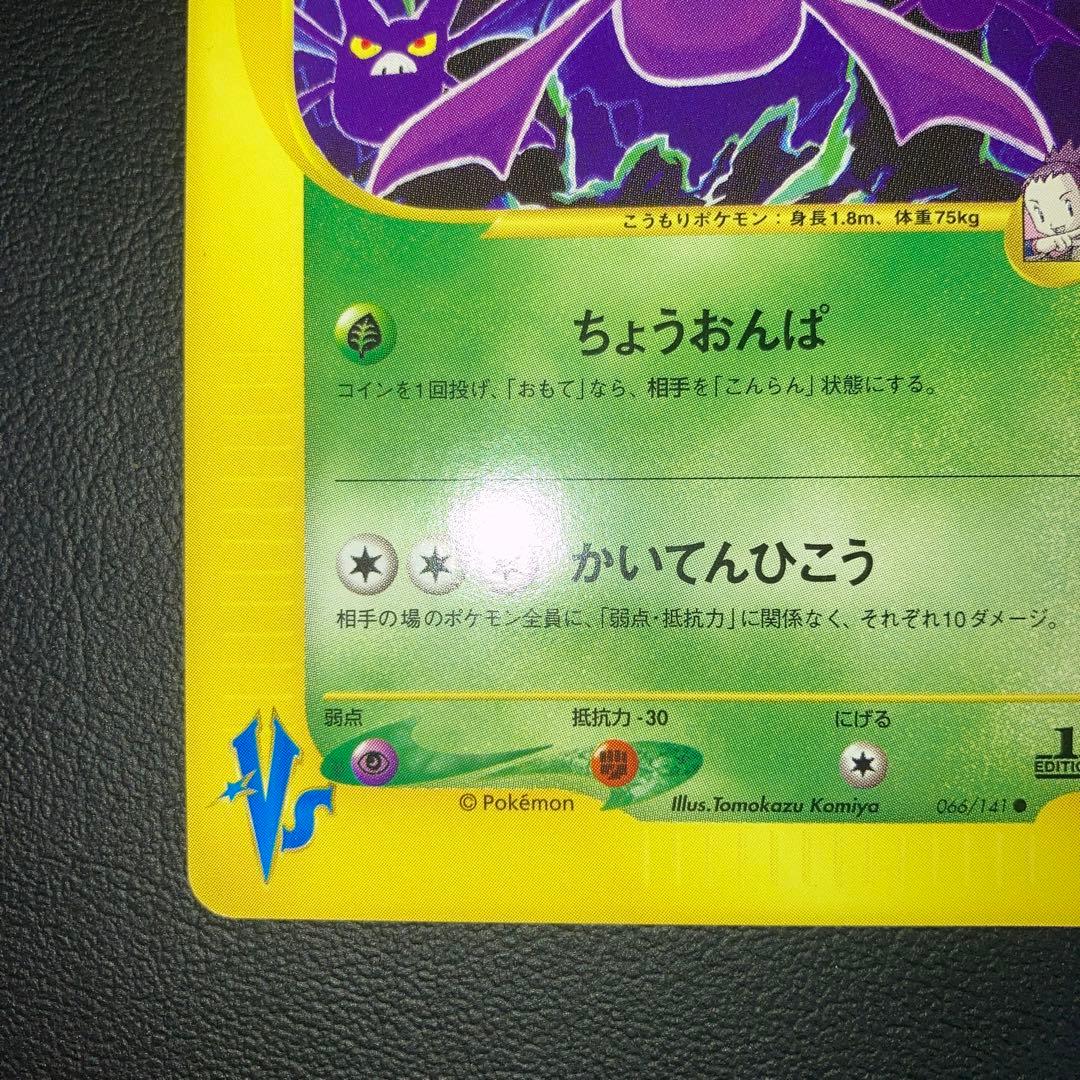 こうもりポケモン：身長1.8m、体重75kg
ちょうおんぱ
コインを1回投げ、「おもて」なら、相手を「こんらん」状態にする。
かいてんひこう
相手の場のポケモン全員に、「弱点・抵抗力」に関係なく、それぞれ10ダメージ。
弱点 抵抗力 -30 にげる
1
EDITIO
VS
© Pokémon Illus.Tomokazu Komiya 066/141 ●